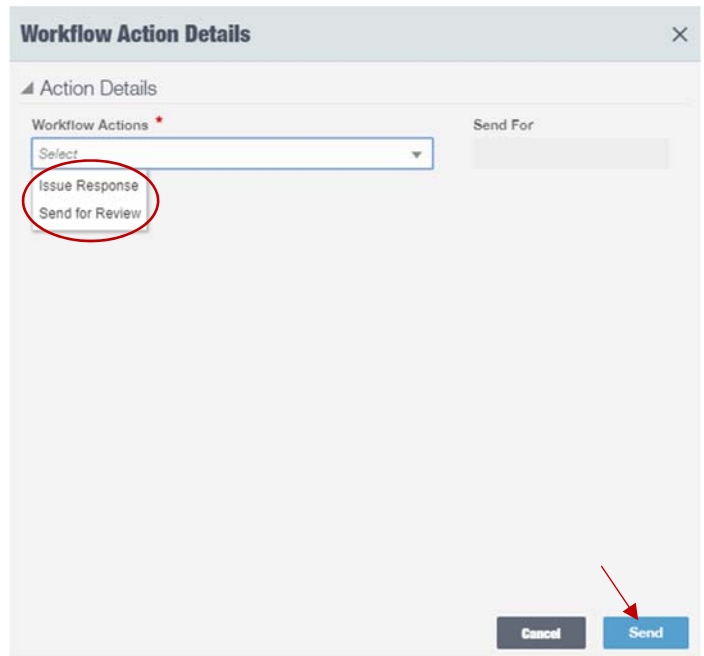 Workflow Action Details
Action Details
Workflow Actions *
Send For
Select
Issue Response
Send for Review
Cancel
Send